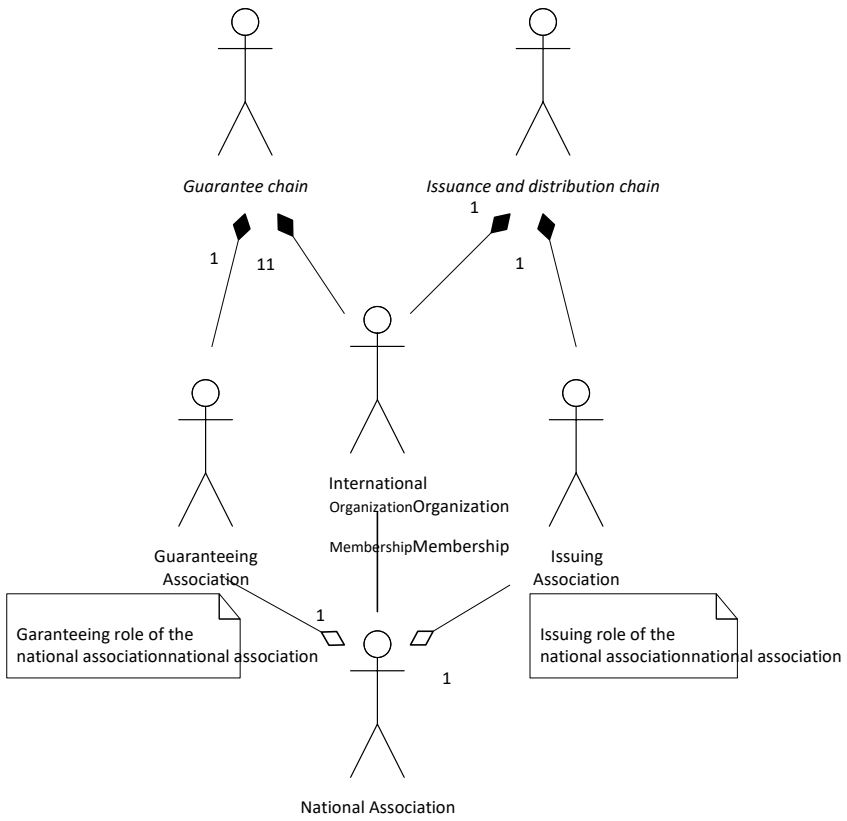 Guarantee chain
Issuance and distribution chain
1
1
11
1
International
OrganizationOrganization
MembershipMembership
Guaranteeing
Association
Issuing
Association
1
Garanteeing role of the
national associationnational association
Issuing role of the
national associationnational association
1
National Association